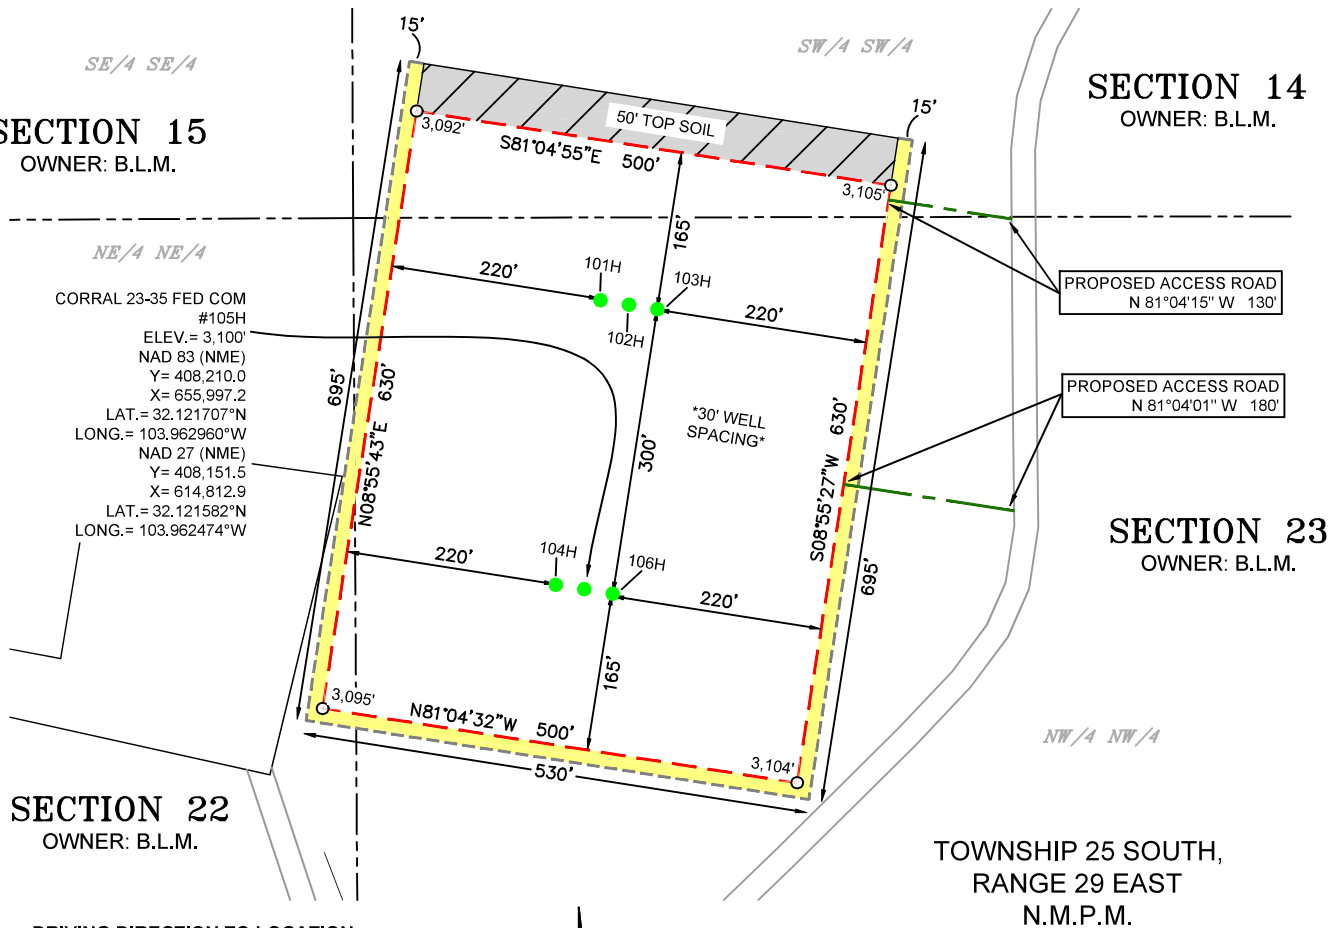 15'
SW/4 SW/4
SE/4 SE/4
SECTION 14
OWNER: B.L.M.
SECTION 15
OWNER: B.L.M.
15'
50' TOP SOIL
3,092'
S81°04'55"E 500'
3,105'
165'
NE/4 NE/4
220'
101H
103H
102H
220'
PROPOSED ACCESS ROAD
N 81°04'15" W 130'
CORRAL 23-35 FED COM
#105H
ELEV.= 3,100'
NAD 83 (NME)
Y= 408,210.0
X= 655,997.2
LAT.= 32.121707°N
LONG.= 103.962960°W
NAD 27 (NME)
Y= 408,151.5
X= 614,812.9
LAT.= 32.121582°N
LONG.= 103.962474°W
695'
N08°55'43"E 630'
*30' WELL
SPACING*
300'
S08°55'27"W 630'
PROPOSED ACCESS ROAD
N 81°04'01" W 180'
SECTION 23
OWNER: B.L.M.
220'
104H
106H
220'
695'
165'
3,095'
N81°04'32"W 500'
530'
3,104'
NW/4 NW/4
SECTION 22
OWNER: B.L.M.
TOWNSHIP 25 SOUTH,
RANGE 29 EAST
N.M.P.M.
DRIVING DIRECTION TO LOCATION